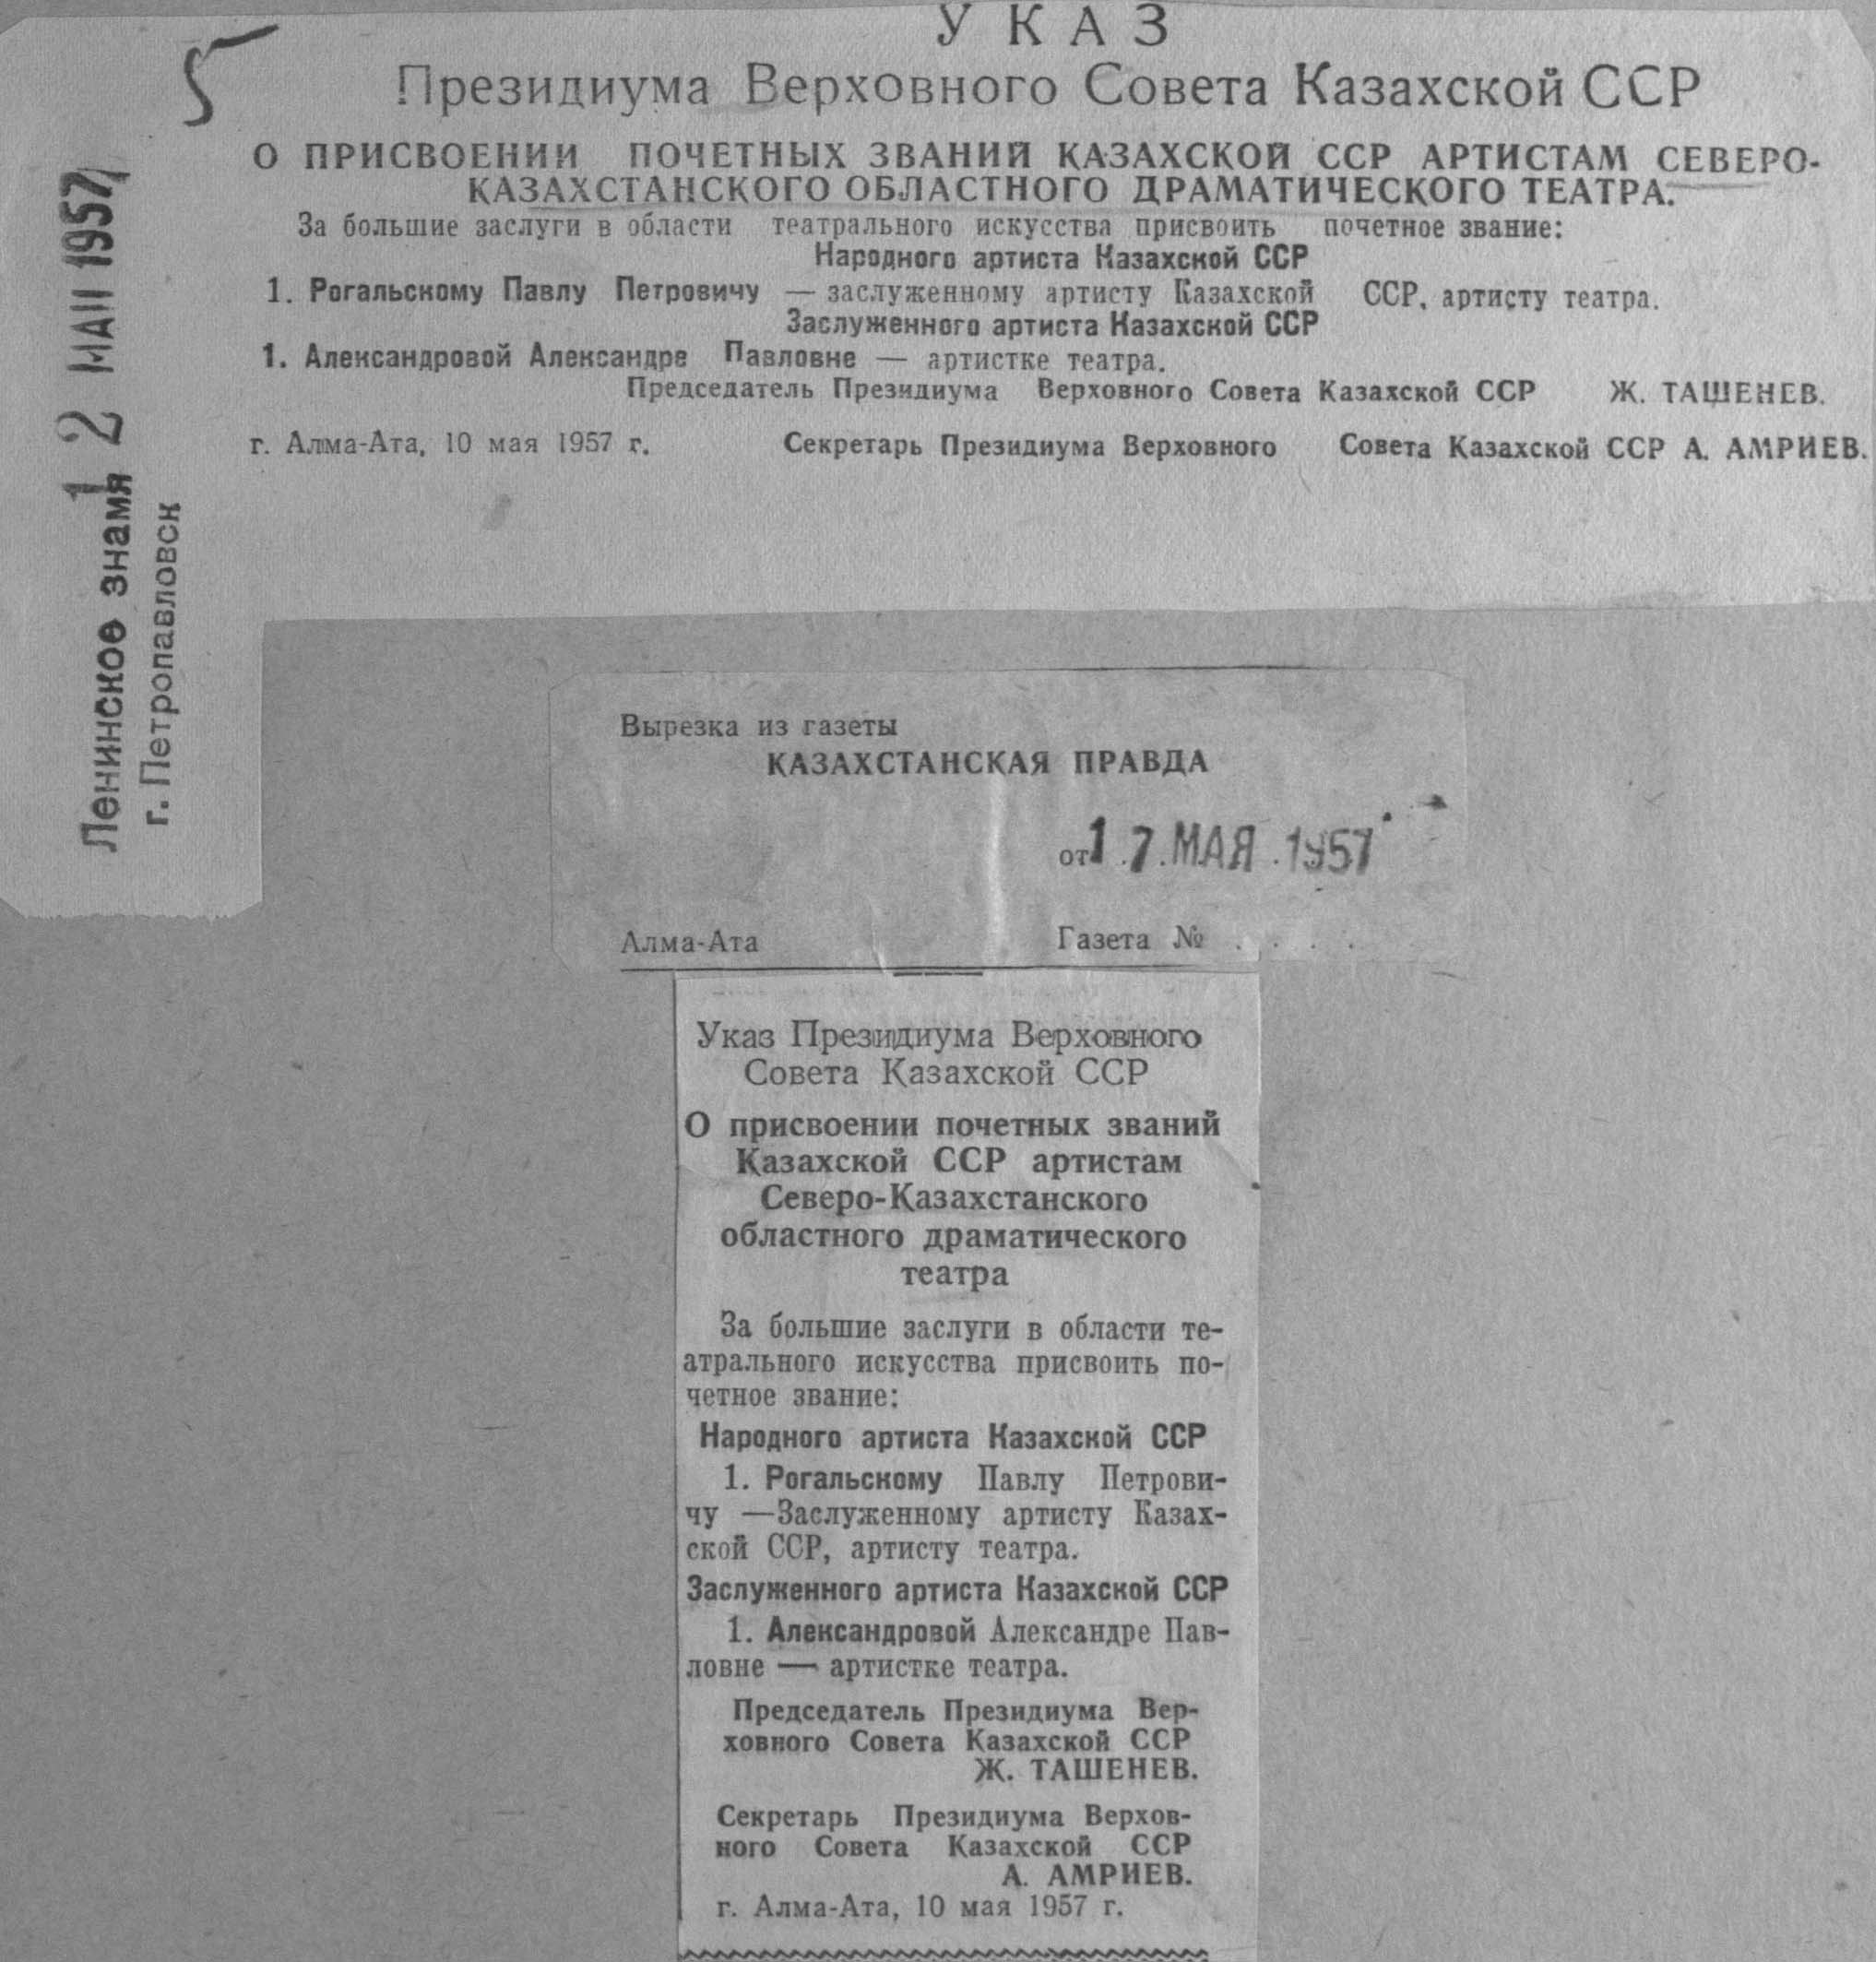 У К А З
Президиума Верховного Совета Казахской ССР
О ПРИСВОЕНИИ ПОЧЕТНЫХ ЗВАНИЙ КАЗАХСКОЙ ССР АРТИСТАМ СЕВЕРО-
КАЗАХСТАНСКОГО ОБЛАСТНОГО ДРАМАТИЧЕСКОГО ТЕАТРА.
За большие заслуги в области театрального искусства присвоить почетное звание:
Народного артиста Казахской ССР
1. Рогальскому Павлу Петровичу — заслуженному артисту Казахской ССР, артисту театра.
Заслуженного артиста Казахской ССР
1. Александровой Александре Павловне — артистке театра.
Председатель Президиума Верховного Совета Казахской ССР Ж. ТАШЕНЕВ.
г. Алма-Ата, 10 мая 1957 г. Секретарь Президиума Верховного Совета Казахской ССР А. АМРИЕВ.
5
1 2 МАЙ 1957
Ленинское знамя
г. Петропавловск
Вырезка из газеты
КАЗАХСТАНСКАЯ ПРАВДА
от 1.7.МАЯ.1957
Алма-Ата Газета № . . . .
Указ Президиума Верховного
Совета Казахской ССР
О присвоении почетных званий
Казахской ССР артистам
Северо-Казахстанского
областного драматического
театра
За большие заслуги в области те-
атрального искусства присвоить по-
четное звание:
Народного артиста Казахской ССР
1. Рогальскому Павлу Петрови-
чу —Заслуженному артисту Казах-
ской ССР, артисту театра.
Заслуженного артиста Казахской ССР
1. Александровой Александре Пав-
ловне — артистке театра.
Председатель Президиума Вер-
ховного Совета Казахской ССР
Ж. ТАШЕНЕВ.
Секретарь Президиума Верхов-
ного Совета Казахской ССР
А. АМРИЕВ.
г. Алма-Ата, 10 мая 1957 г.